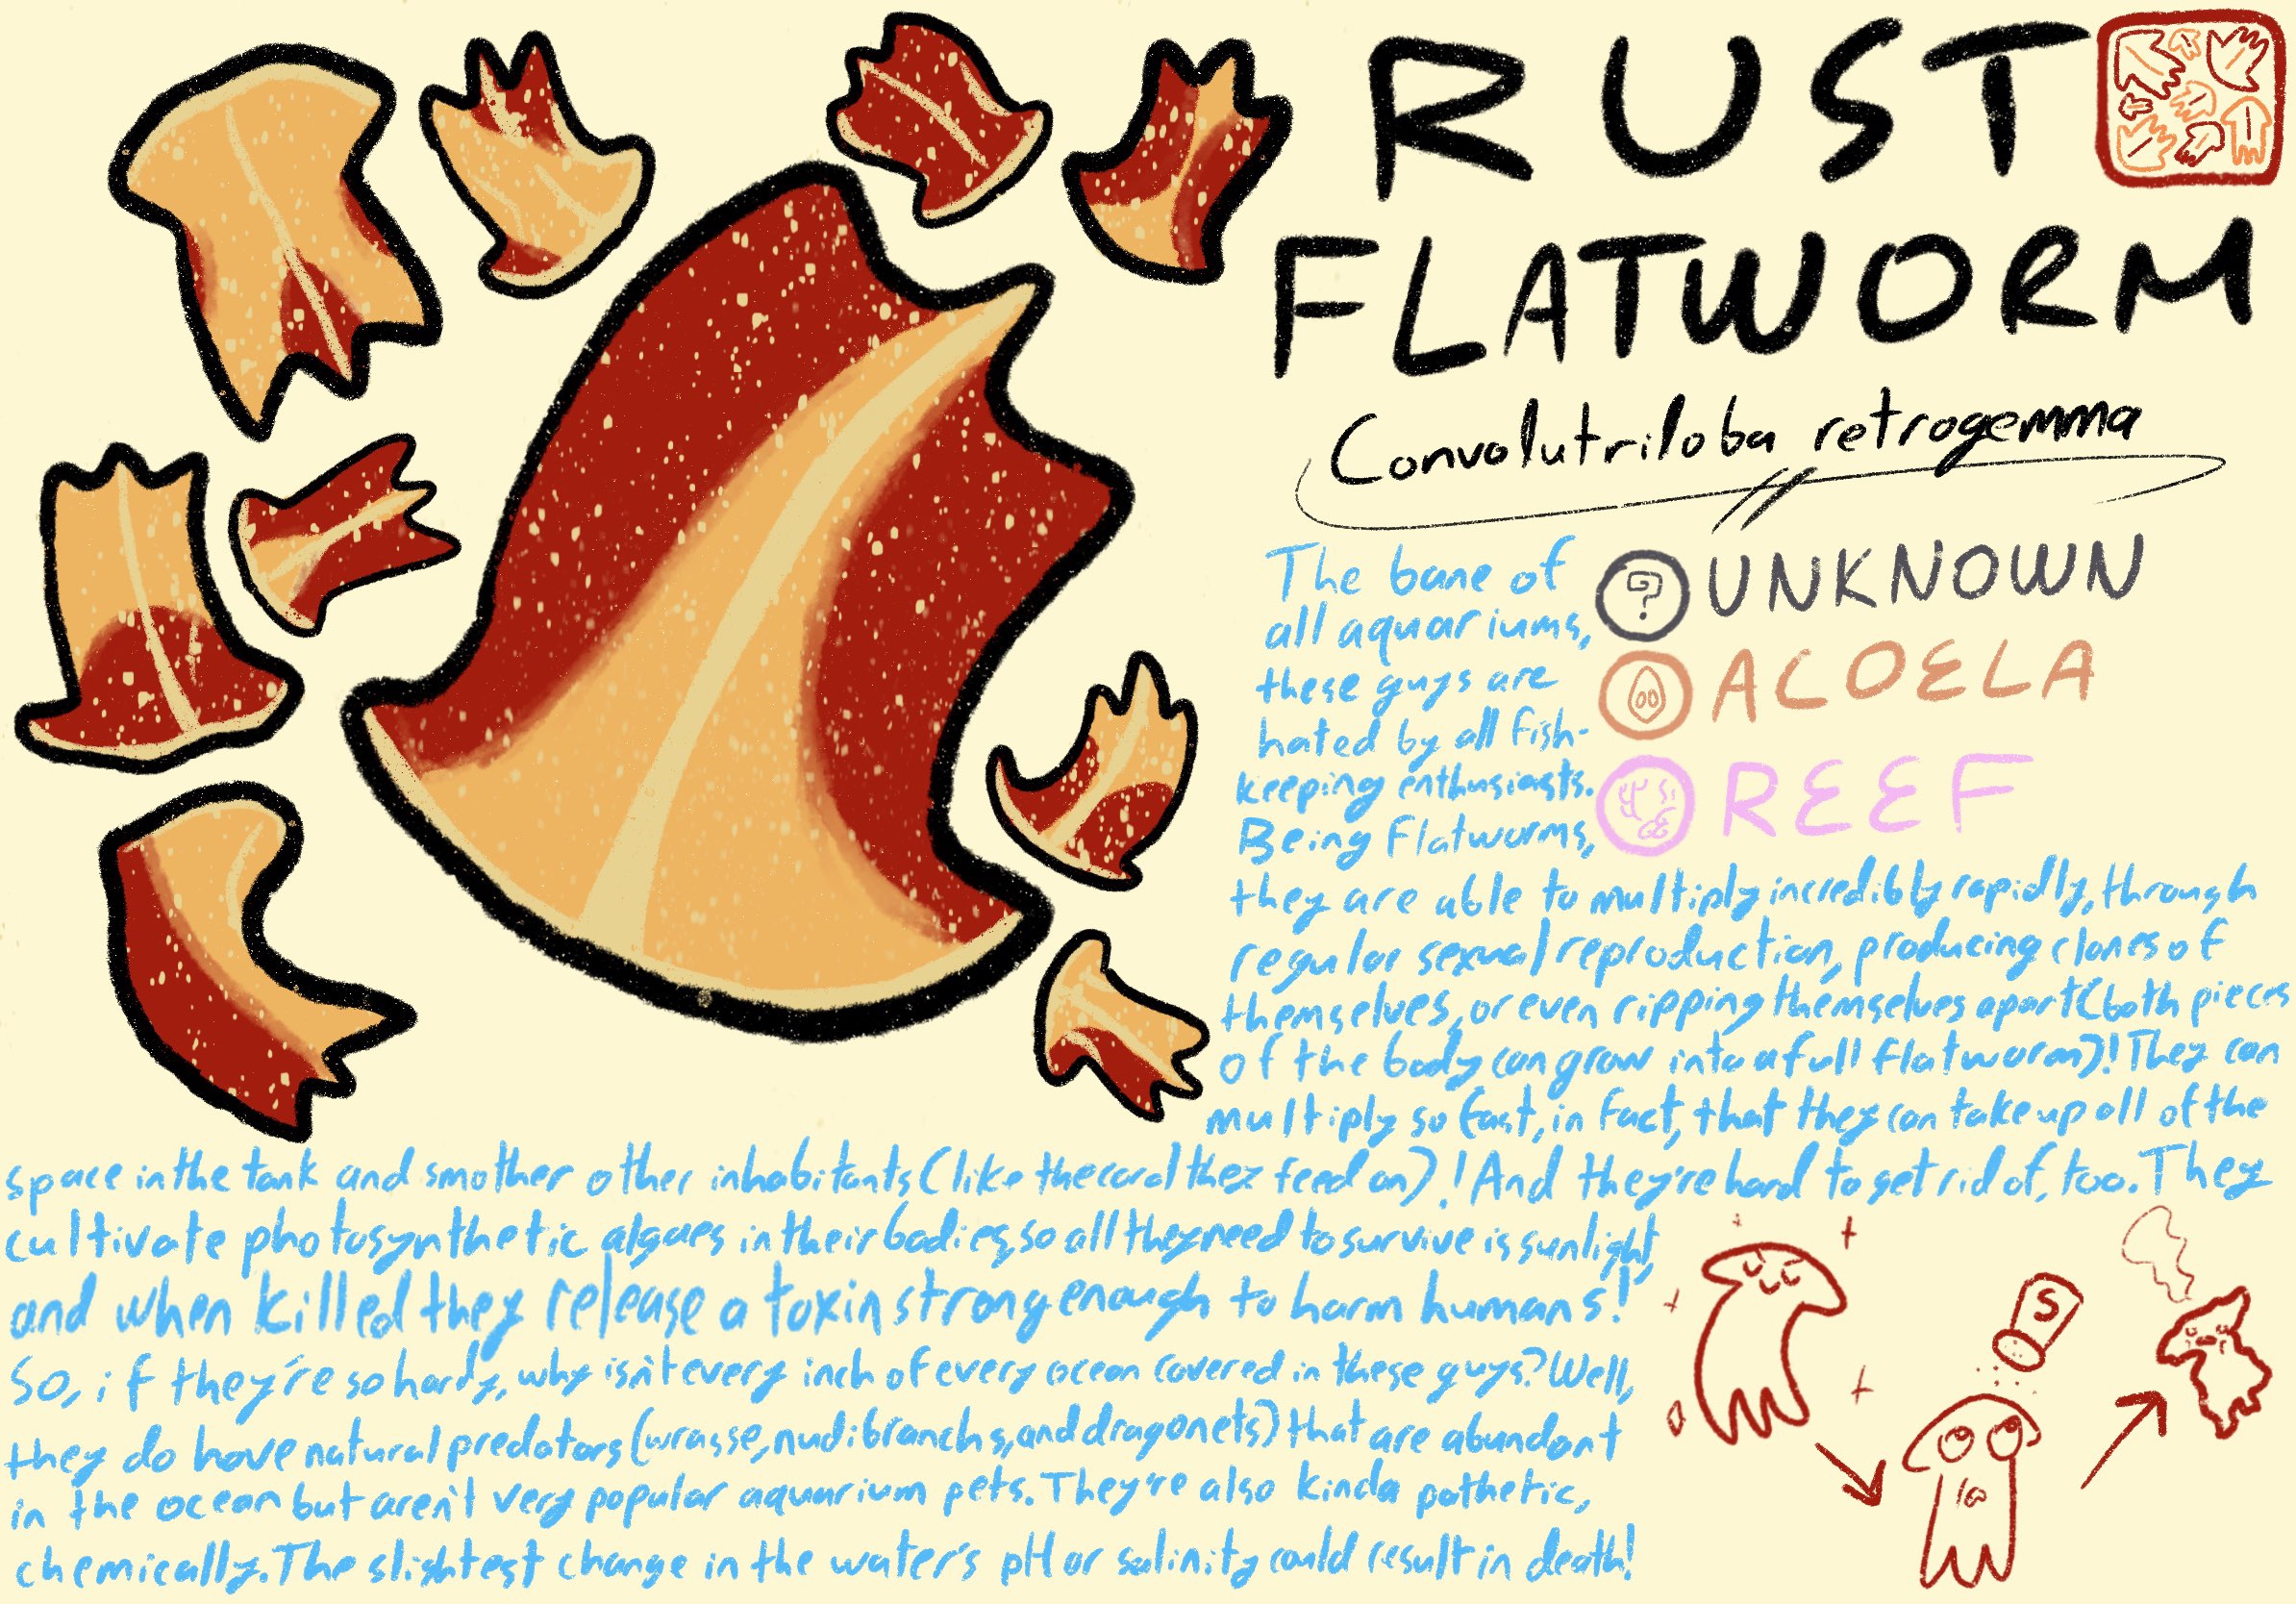 RUST
FLATWORM
Convolutriloba retrogemma
UNKNOWN
ACOELA
REEF
The bane of
all aquariums,
these guys are
hated by all fish-
keeping enthusiasts.
Being flatworms,
they are able to multiply incredibly rapidly, through
regular sexual reproduction, producing clones of
themselves, or even ripping themselves apart (both pieces
of the body can grow into a full flatworm)! They can
multiply so fast, in fact, that they can take up all of the
space in the tank and smother other inhabitants (like the coral they feed on)! And they're hard to get rid of, too. They
cultivate photosynthetic algaes in their bodies, so all they need to survive is sunlight,
and when killed they release a toxin strong enough to harm humans!
So, if they're so hardy, why isn't every inch of every ocean covered in these guys? Well,
they do have natural predators (wrasse, nudibranchs, and dragonets) that are abundant
in the ocean but aren't very popular aquarium pets. They're also kinda pathetic,
chemically. The slightest change in the water's pH or salinity could result in death!
S